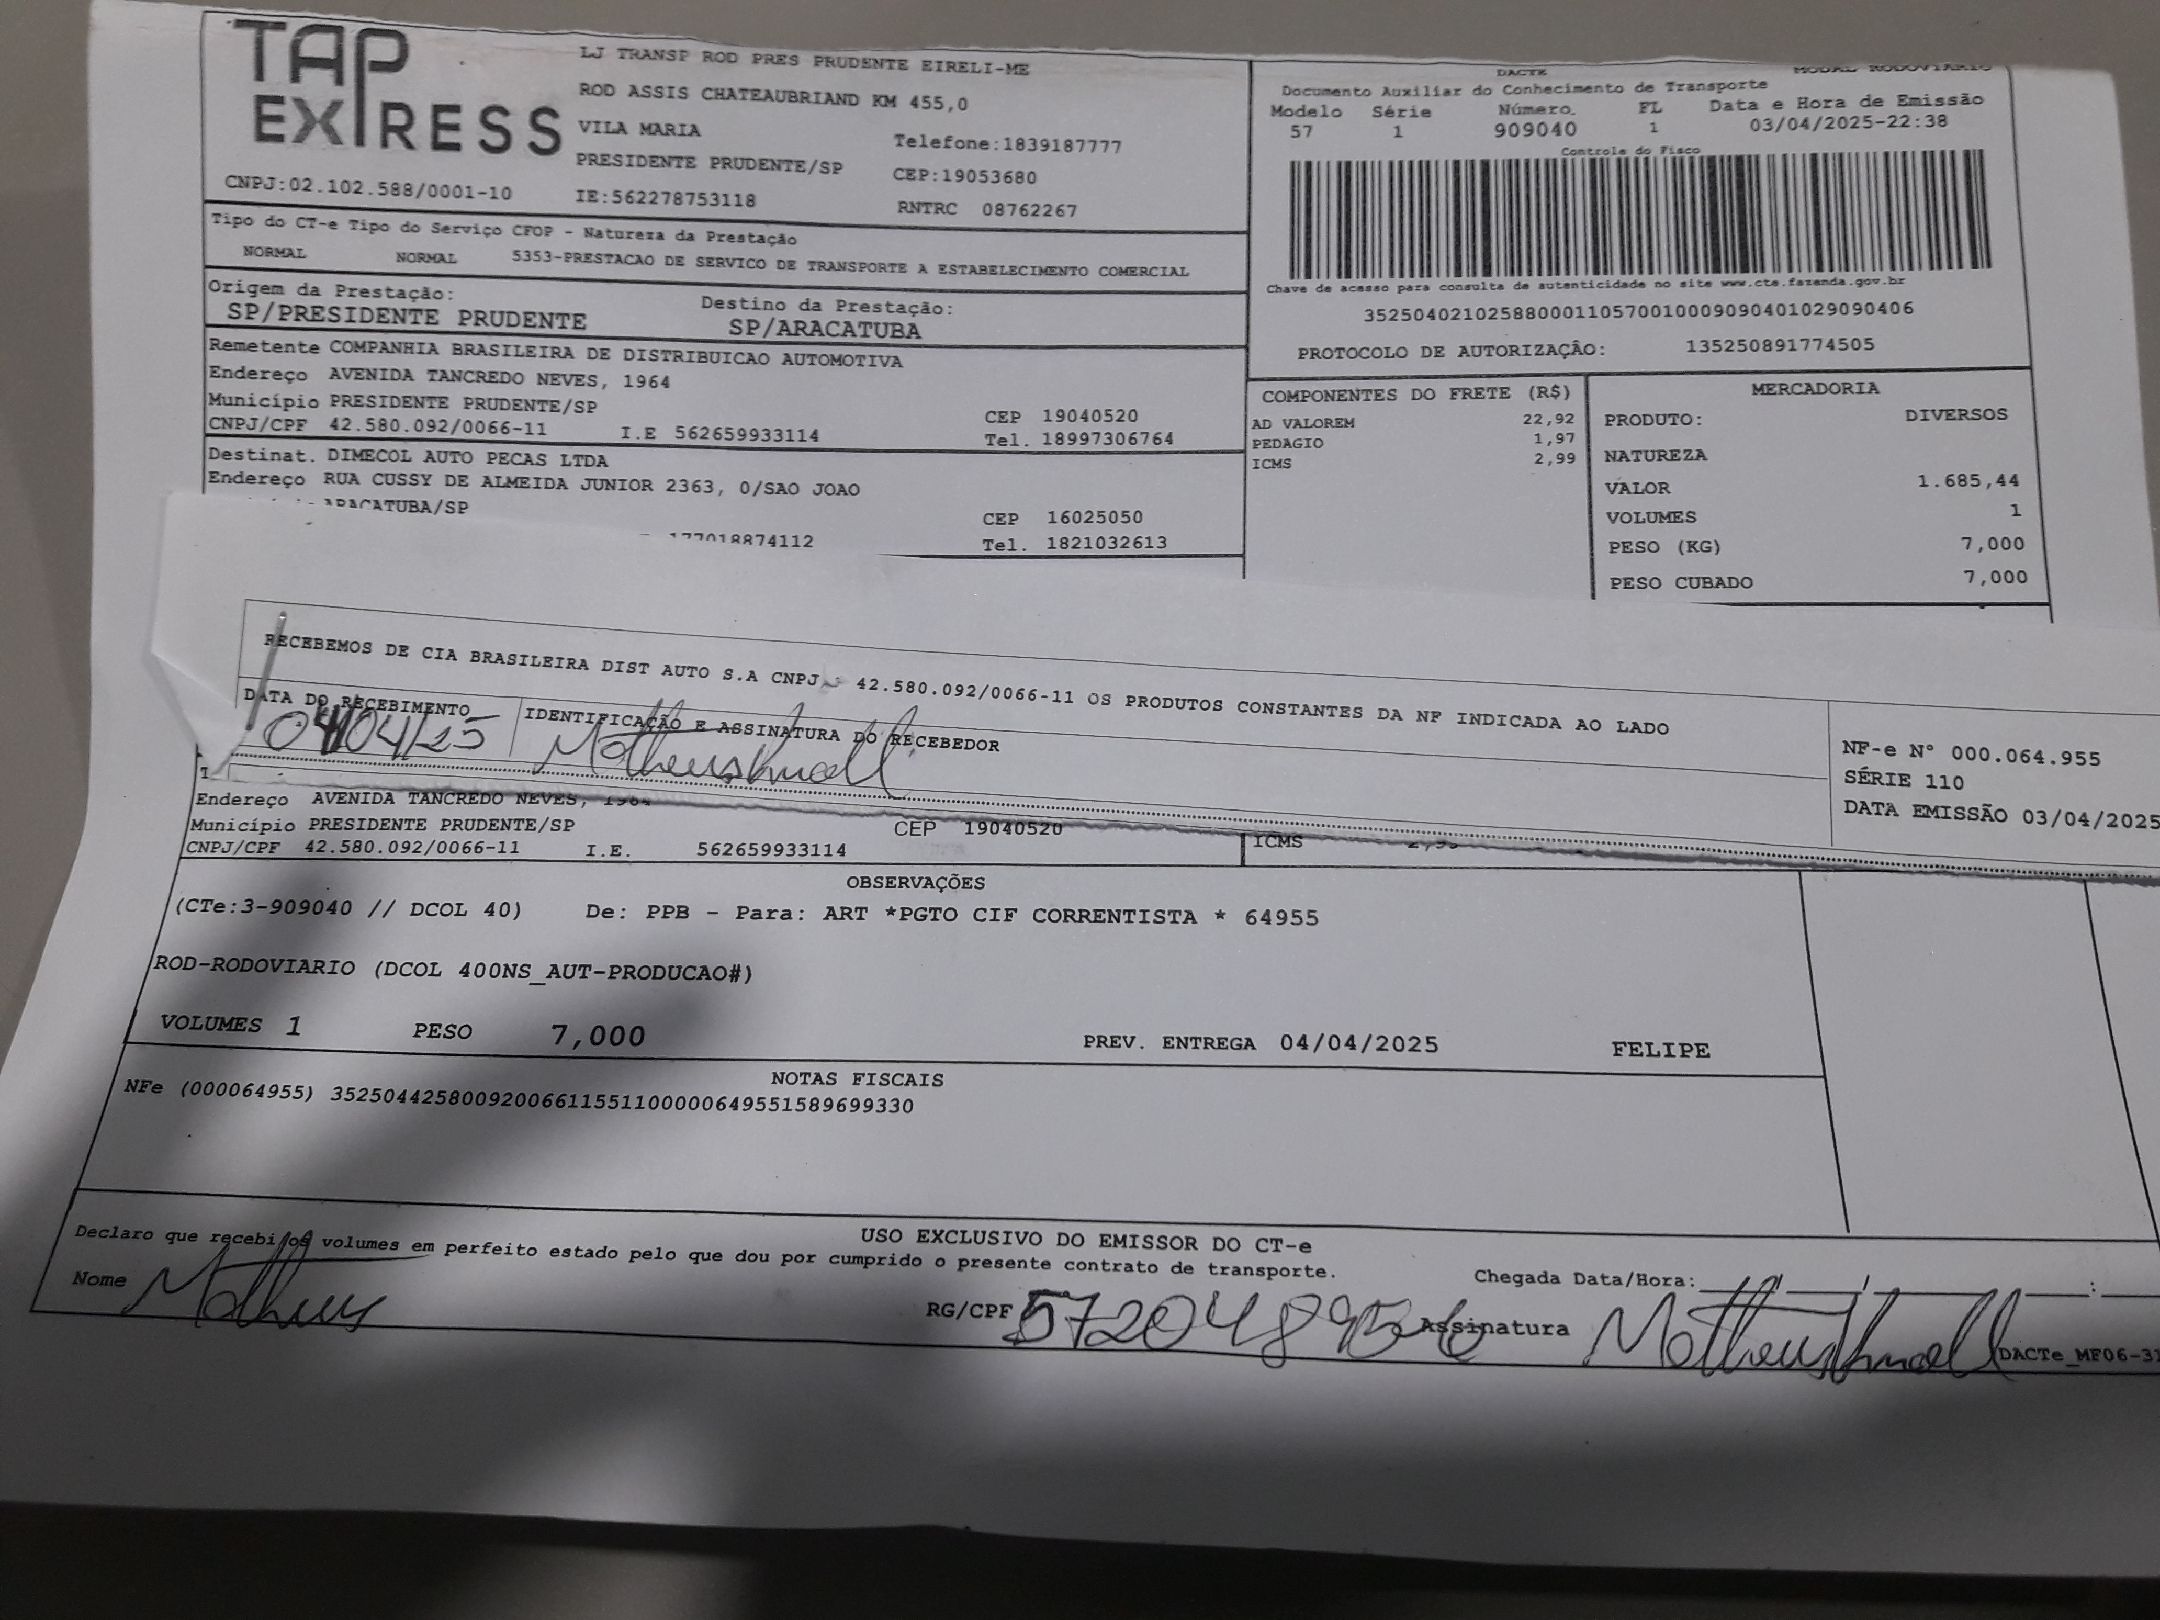 TAP EXPRESS
LJ TRANSP ROD PRES PRUDENTE EIRELI-ME
ROD ASSIS CHATEAUBRIAND KM 455,0
VILA MARIA
Telefone:1839187777
PRESIDENTE PRUDENTE/SP CEP:19053680
CNPJ:02.102.588/0001-10 IE:562278753118 RNTRC 08762267
DACTE MODAL RODOVIARIO
Documento Auxiliar do Conhecimento de Transporte
Modelo Série Número. FL Data e Hora de Emissão
57 1 909040 1 03/04/2025-22:38
Controle do Fisco
Chave de acesso para consulta de autenticidade no site www.cte.fazenda.gov.br
35250402102588000110570010009090401029090406
PROTOCOLO DE AUTORIZAÇÃO: 135250891774505
Tipo do CT-e Tipo do Serviço CFOP - Natureza da Prestação
NORMAL NORMAL 5353-PRESTACAO DE SERVICO DE TRANSPORTE A ESTABELECIMENTO COMERCIAL
Origem da Prestação: Destino da Prestação:
SP/PRESIDENTE PRUDENTE SP/ARACATUBA
Remetente COMPANHIA BRASILEIRA DE DISTRIBUICAO AUTOMOTIVA
Endereço AVENIDA TANCREDO NEVES, 1964
Município PRESIDENTE PRUDENTE/SP CEP 19040520
CNPJ/CPF 42.580.092/0066-11 I.E 562659933114 Tel. 18997306764
Destinat. DIMECOL AUTO PECAS LTDA
Endereço RUA CUSSY DE ALMEIDA JUNIOR 2363, 0/SAO JOAO
ARACATUBA/SP CEP 16025050
177018874112 Tel. 1821032613
COMPONENTES DO FRETE (R$)
AD VALOREM 22,92
PEDAGIO 1,97
ICMS 2,99
MERCADORIA
PRODUTO: DIVERSOS
NATUREZA
VALOR 1.685,44
VOLUMES 1
PESO (KG) 7,000
PESO CUBADO 7,000
RECEBEMOS DE CIA BRASILEIRA DIST AUTO S.A CNPJ: 42.580.092/0066-11 OS PRODUTOS CONSTANTES DA NF INDICADA AO LADO
DATA DO RECEBIMENTO IDENTIFICAÇÃO E ASSINATURA DO RECEBEDOR
04/04/25 Matheus
NF-e N° 000.064.955
SÉRIE 110
DATA EMISSÃO 03/04/2025
Endereço AVENIDA TANCREDO NEVES, 1964
Município PRESIDENTE PRUDENTE/SP CEP 19040520
CNPJ/CPF 42.580.092/0066-11 I.E. 562659933114
ICMS 2,99
OBSERVAÇÕES
(CTe:3-909040 // DCOL 40) De: PPB - Para: ART *PGTO CIF CORRENTISTA * 64955
ROD-RODOVIARIO (DCOL 400NS_AUT-PRODUCAO#)
VOLUMES 1 PESO 7,000 PREV. ENTREGA 04/04/2025 FELIPE
NOTAS FISCAIS
NFe (000064955) 35250442580092006611551100000649551589699330
USO EXCLUSIVO DO EMISSOR DO CT-e
Declaro que recebi os volumes em perfeito estado pelo que dou por cumprido o presente contrato de transporte.
Chegada Data/Hora: / / :
Nome Matheus RG/CPF 572048956 Assinatura Matheus
DACTe_MF06-31